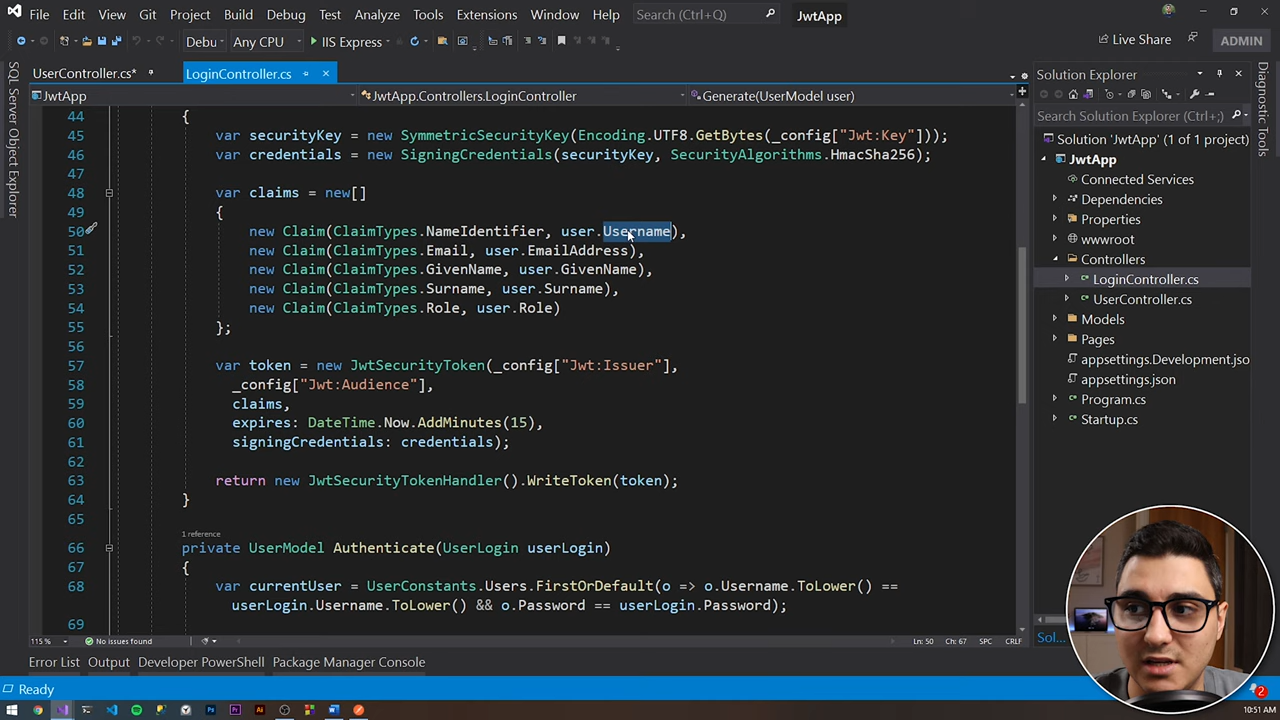 File Edit View Git Project Build Debug Test Analyze Tools Extensions Window Help Search (Ctrl+Q) JwtApp
Debu Any CPU IIS Express Live Share ADMIN
UserController.cs* LoginController.cs
JwtApp JwtApp.Controllers.LoginController Generate(UserModel user)
44 {
45 var securityKey = new SymmetricSecurityKey(Encoding.UTF8.GetBytes(_config["Jwt:Key"]));
46 var credentials = new SigningCredentials(securityKey, SecurityAlgorithms.HmacSha256);
47
48 var claims = new[]
49 {
50 new Claim(ClaimTypes.NameIdentifier, user.Username),
51 new Claim(ClaimTypes.Email, user.EmailAddress),
52 new Claim(ClaimTypes.GivenName, user.GivenName),
53 new Claim(ClaimTypes.Surname, user.Surname),
54 new Claim(ClaimTypes.Role, user.Role)
55 };
56
57 var token = new JwtSecurityToken(_config["Jwt:Issuer"],
58 _config["Jwt:Audience"],
59 claims,
60 expires: DateTime.Now.AddMinutes(15),
61 signingCredentials: credentials);
62
63 return new JwtSecurityTokenHandler().WriteToken(token);
64 }
65
1 reference
66 private UserModel Authenticate(UserLogin userLogin)
67 {
68 var currentUser = UserConstants.Users.FirstOrDefault(o => o.Username.ToLower() ==
userLogin.Username.ToLower() && o.Password == userLogin.Password);
69
115 % No issues found Ln: 50 Ch: 67 SPC CRLF
Error List Output Developer PowerShell Package Manager Console
Ready
SQL Server Object Explorer
Solution Explorer
Search Solution Explorer (Ctrl+;)
Solution 'JwtApp' (1 of 1 project)
JwtApp
Connected Services
Dependencies
Properties
wwwroot
Controllers
LoginController.cs
UserController.cs
Models
Pages
appsettings.Development.jso
appsettings.json
Program.cs
Startup.cs
Sol...
Diagnostic Tools
2
10:51 AM